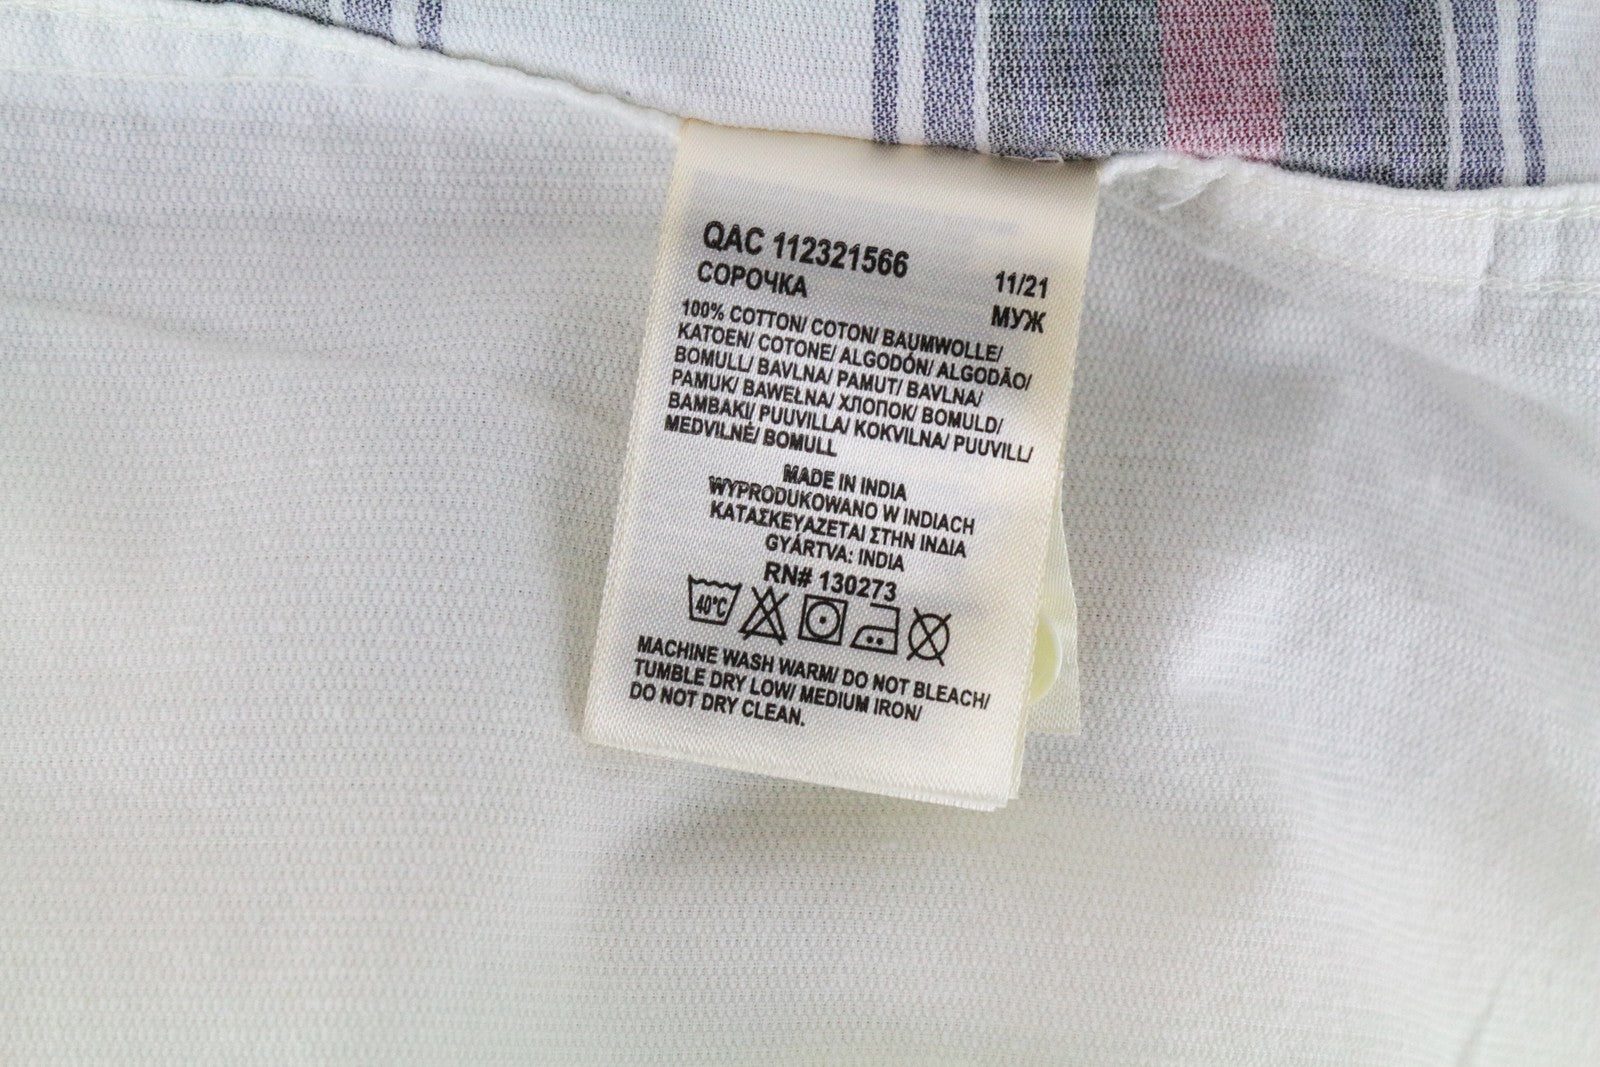 QAC 112321566
СОРОЧКА 11/21
МУЖ
100% COTTON/ COTON/ BAUMWOLLE/
KATOEN/ COTONE/ ALGODÓN/ ALGODÃO/
BOMULL/ BAVLNA/ PAMUT/ BAVLNA/
PAMUK/ BAWEŁNA/ ХЛОПОК/ BOMULD/
BAMBAKI/ PUUVILLA/ KOKVILNA/ PUUVILL/
MEDVILNĖ/ BOMULL
MADE IN INDIA
WYPRODUKOWANO W INDIACH
ΚΑΤΑΣΚΕΥΑΖΕΤΑΙ ΣΤΗΝ ΙΝΔΙΑ
GYÁRTVA: INDIA
RN# 130273
40°C
MACHINE WASH WARM/ DO NOT BLEACH/
TUMBLE DRY LOW/ MEDIUM IRON/
DO NOT DRY CLEAN.